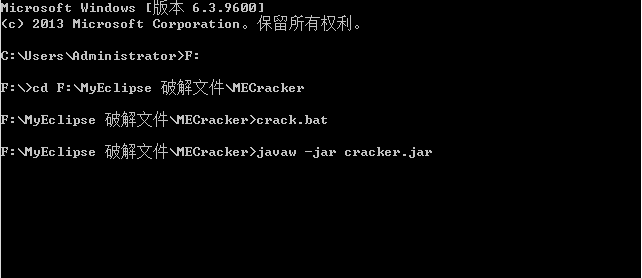 Microsoft Windows [版本 6.3.9600]
(c) 2013 Microsoft Corporation。保留所有权利。
C:\Users\Administrator>F:
F:\>cd F:\MyEclipse 破解文件\MECracker
F:\MyEclipse 破解文件\MECracker>crack.bat
F:\MyEclipse 破解文件\MECracker>javaw -jar cracker.jar